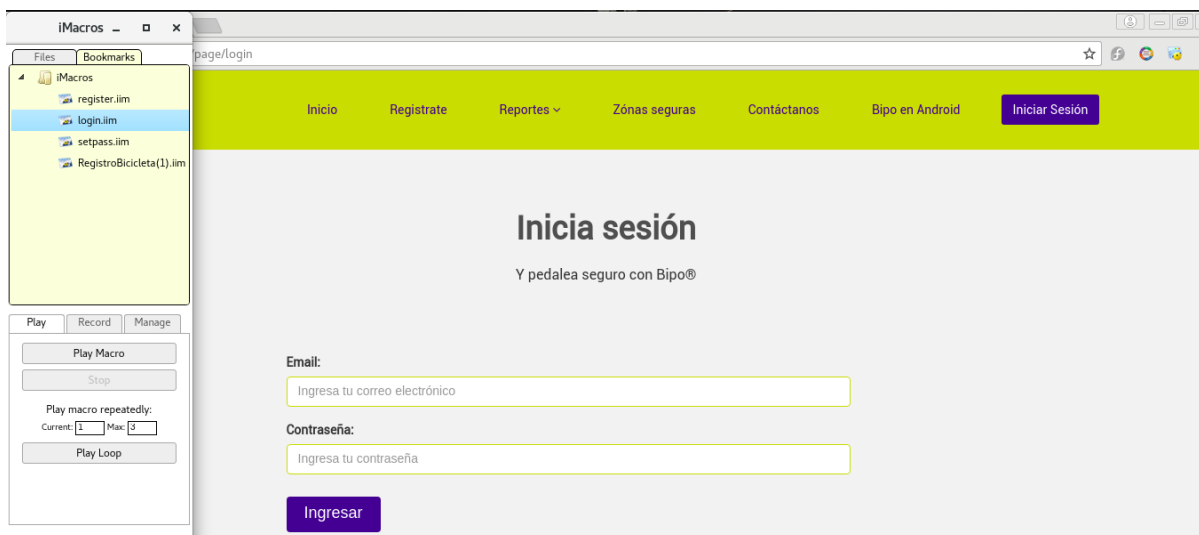 iMacros
Files Bookmarks
iMacros
register.iim
login.iim
setpass.iim
RegistroBicicleta(1).iim
Play Record Manage
Play Macro
Stop
Play macro repeatedly:
Current: 1 Max: 3
Play Loop
/page/login
Inicio Registrate Reportes Zónas seguras Contáctanos Bipo en Android Iniciar Sesión
Inicia sesión
Y pedalea seguro con Bipo®
Email:
Ingresa tu correo electrónico
Contraseña:
Ingresa tu contraseña
Ingresar